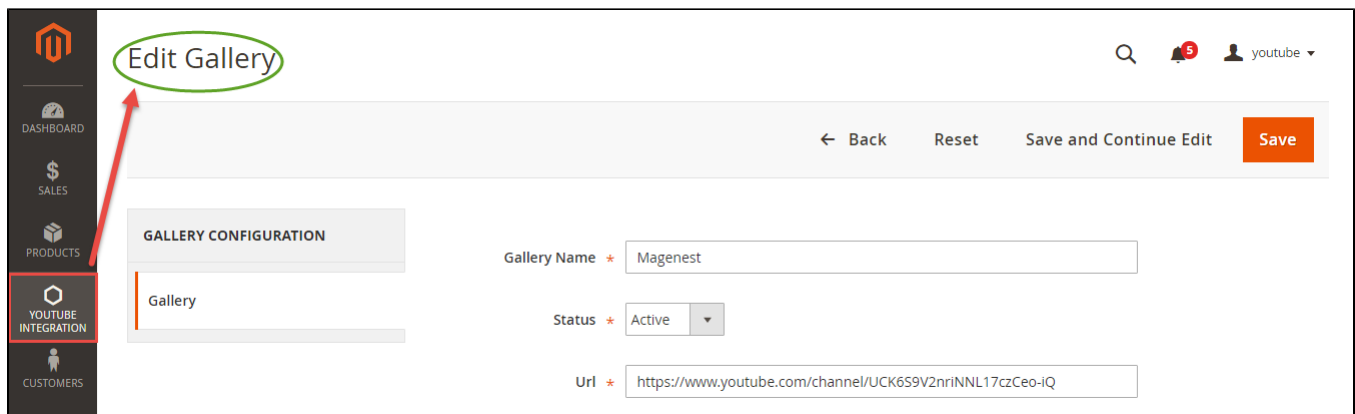 Edit Gallery
5
youtube
DASHBOARD
← Back Reset Save and Continue Edit Save
$
SALES
PRODUCTS
GALLERY CONFIGURATION
Gallery Name * Magenest
YOUTUBE
INTEGRATION
Gallery
Status * Active
CUSTOMERS
Url * https://www.youtube.com/channel/UCK6S9V2nriNNL17czCeo-iQ